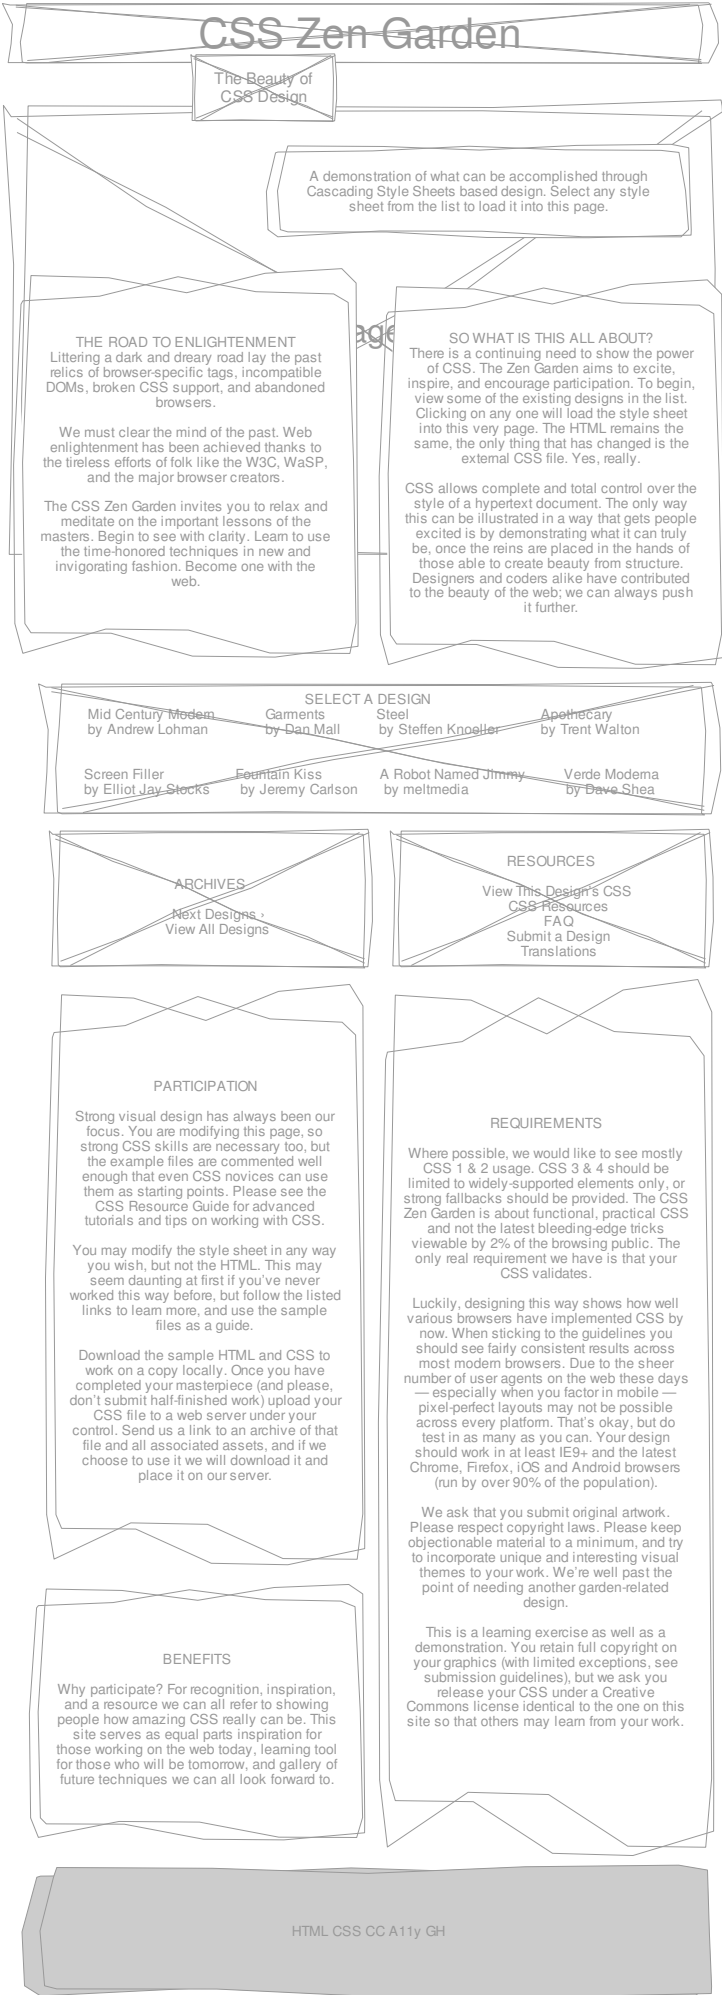 CSS Zen Garden
The Beauty of
CSS Design
A demonstration of what can be accomplished through
Cascading Style Sheets based design. Select any style
sheet from the list to load it into this page.
THE ROAD TO ENLIGHTENMENT
Littering a dark and dreary road lay the past
relics of browser-specific tags, incompatible
DOMs, broken CSS support, and abandoned
browsers.
We must clear the mind of the past. Web
enlightenment has been achieved thanks to
the tireless efforts of folk like the W3C, WaSP,
and the major browser creators.
The CSS Zen Garden invites you to relax and
meditate on the important lessons of the
masters. Begin to see with clarity. Learn to use
the time-honored techniques in new and
invigorating fashion. Become one with the
web.
SO WHAT IS THIS ALL ABOUT?
There is a continuing need to show the power
of CSS. The Zen Garden aims to excite,
inspire, and encourage participation. To begin,
view some of the existing designs in the list.
Clicking on any one will load the style sheet
into this very page. The HTML remains the
same, the only thing that has changed is the
external CSS file. Yes, really.
CSS allows complete and total control over the
style of a hypertext document. The only way
this can be illustrated in a way that gets people
excited is by demonstrating what it can truly
be, once the reins are placed in the hands of
those able to create beauty from structure.
Designers and coders alike have contributed
to the beauty of the web; we can always push
it further.
SELECT A DESIGN
Mid Century Modern Garments Steel Apothecary
by Andrew Lohman by Dan Mall by Steffen Knoeller by Trent Walton
Screen Filler Fountain Kiss A Robot Named Jimmy Verde Moderna
by Elliot Jay Stocks by Jeremy Carlson by meltmedia by Dave Shea
ARCHIVES
Next Designs ›
View All Designs
RESOURCES
View This Design's CSS
CSS Resources
FAQ
Submit a Design
Translations
PARTICIPATION
Strong visual design has always been our
focus. You are modifying this page, so
strong CSS skills are necessary too, but
the example files are commented well
enough that even CSS novices can use
them as starting points. Please see the
CSS Resource Guide for advanced
tutorials and tips on working with CSS.
You may modify the style sheet in any way
you wish, but not the HTML. This may
seem daunting at first if you've never
worked this way before, but follow the listed
links to learn more, and use the sample
files as a guide.
Download the sample HTML and CSS to
work on a copy locally. Once you have
completed your masterpiece (and please,
don't submit half-finished work) upload your
CSS file to a web server under your
control. Send us a link to an archive of that
file and all associated assets, and if we
choose to use it we will download it and
place it on our server.
REQUIREMENTS
Where possible, we would like to see mostly
CSS 1 & 2 usage. CSS 3 & 4 should be
limited to widely-supported elements only, or
strong fallbacks should be provided. The CSS
Zen Garden is about functional, practical CSS
and not the latest bleeding-edge tricks
viewable by 2% of the browsing public. The
only real requirement we have is that your
CSS validates.
Luckily, designing this way shows how well
various browsers have implemented CSS by
now. When sticking to the guidelines you
should see fairly consistent results across
most modern browsers. Due to the sheer
number of user agents on the web these days
— especially when you factor in mobile —
pixel-perfect layouts may not be possible
across every platform. That's okay, but do
test in as many as you can. Your design
should work in at least IE9+ and the latest
Chrome, Firefox, iOS and Android browsers
(run by over 90% of the population).
We ask that you submit original artwork.
Please respect copyright laws. Please keep
objectionable material to a minimum, and try
to incorporate unique and interesting visual
themes to your work. We're well past the
point of needing another garden-related
design.
This is a learning exercise as well as a
demonstration. You retain full copyright on
your graphics (with limited exceptions, see
submission guidelines), but we ask you
release your CSS under a Creative
Commons license identical to the one on this
site so that others may learn from your work.
BENEFITS
Why participate? For recognition, inspiration,
and a resource we can all refer to showing
people how amazing CSS really can be. This
site serves as equal parts inspiration for
those working on the web today, learning tool
for those who will be tomorrow, and gallery of
future techniques we can all look forward to.
HTML CSS CC A11y GH